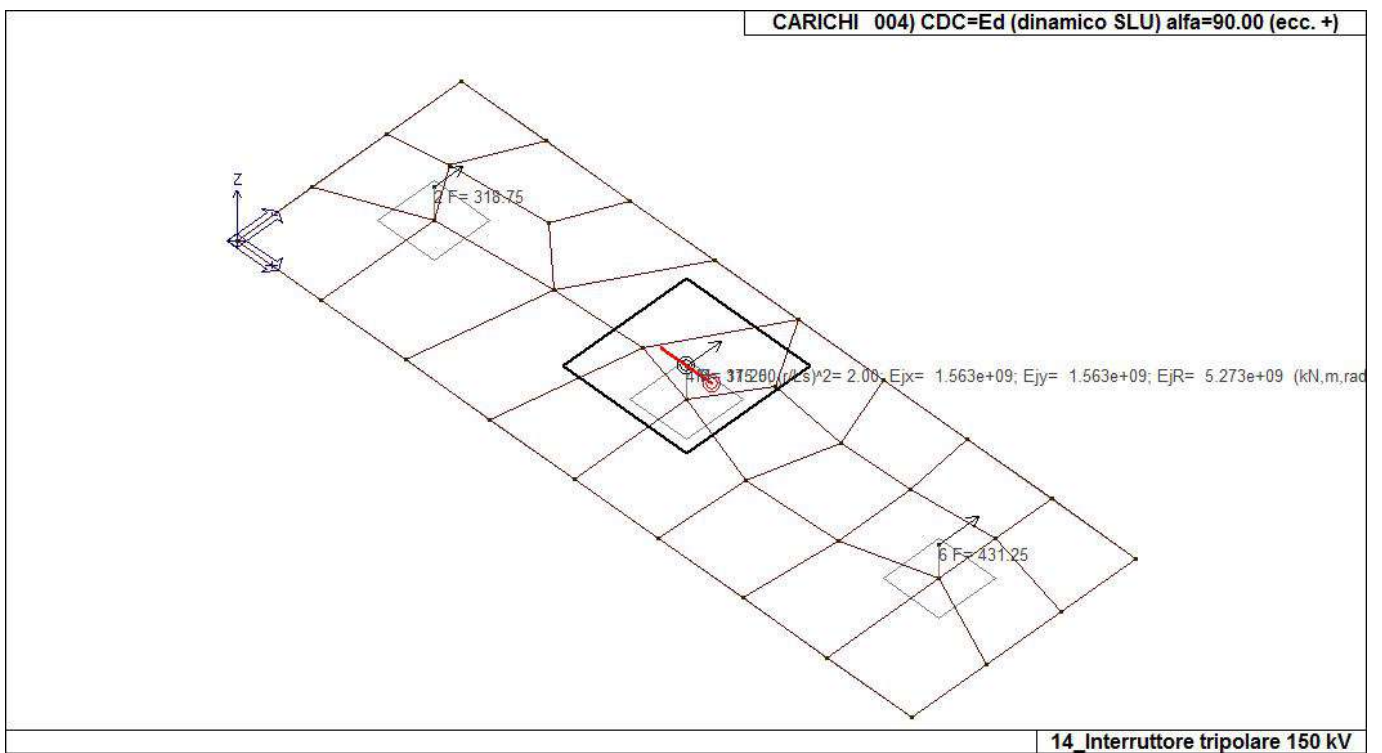 CARICHI 004) CDC=Ed (dinamico SLU) alfa=90.00 (ecc. +)
Z
2 F= 318.75
(r/Ls)^2= 2.00; Ejx= 1.563e+09; Ejy= 1.563e+09; EjR= 5.273e+09 (kN,m,rad
6 F= 431.25
14_Interruttore tripolare 150 kV